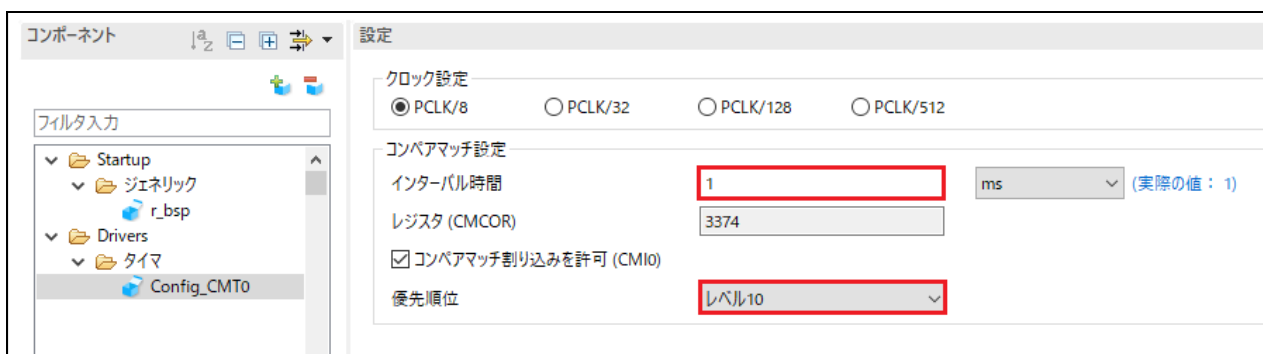 コンポーネント
設定
クロック設定
PCLK/8 PCLK/32 PCLK/128 PCLK/512
フィルタ入力
Startup
ジェネリック
r_bsp
Drivers
タイマ
Config_CMT0
コンペアマッチ設定
インターバル時間 1 ms (実際の値： 1)
レジスタ (CMCOR) 3374
コンペアマッチ割り込みを許可 (CMI0)
優先順位 レベル10